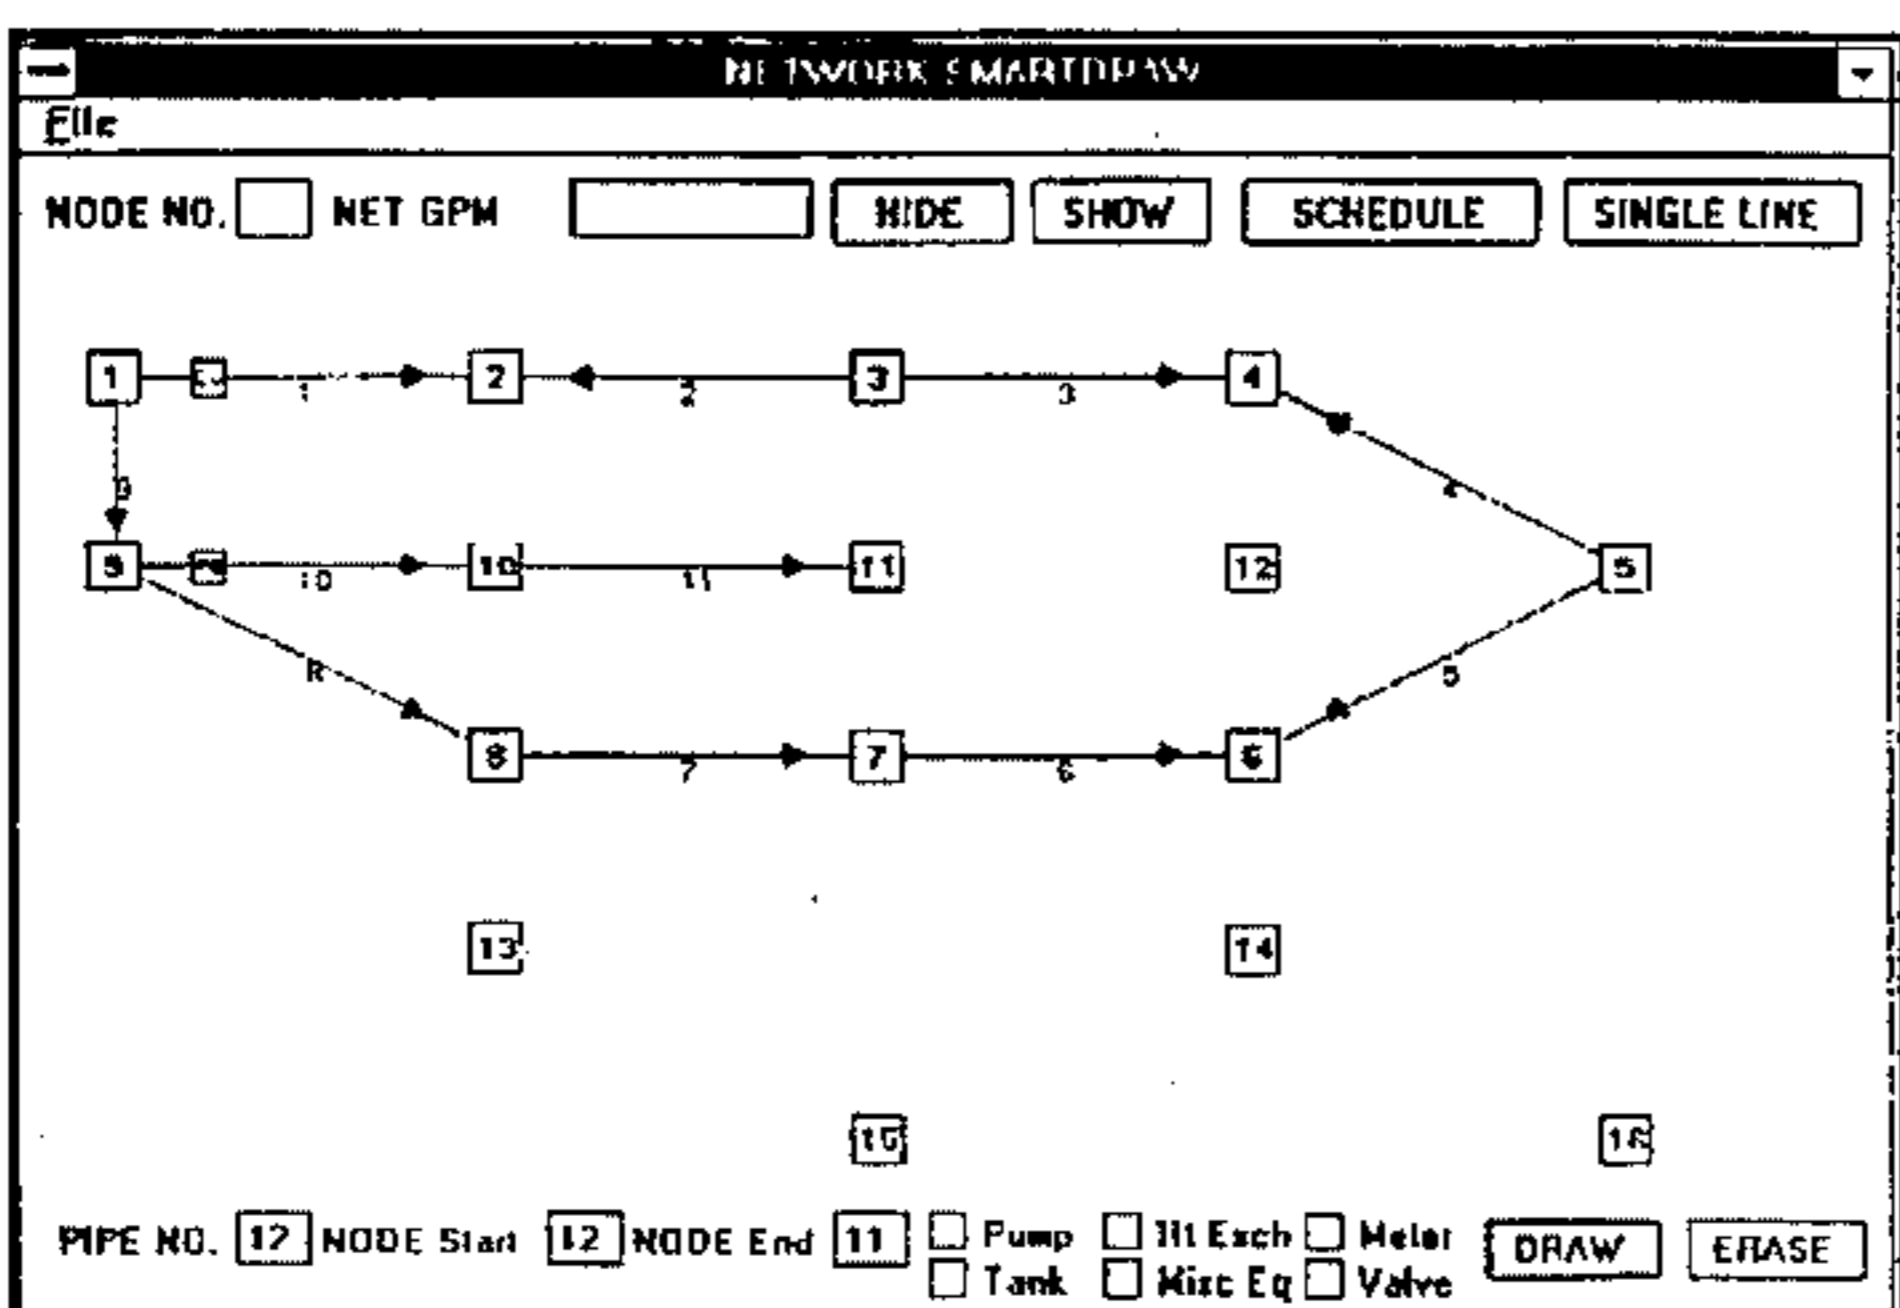 NETWORK SMARTDRAW
File
NODE NO. NET GPM HIDE SHOW SCHEDULE SINGLE LINE
1 2 3 4
1 2 3
9 4
9 10 11 12 5
10 11
8 5
8 7 6
7 6
13 14
15 16
PIPE NO. 12 NODE Start 12 NODE End 11 Pump Ht Exch Meter DRAW ERASE
Tank Misc Eq Valve